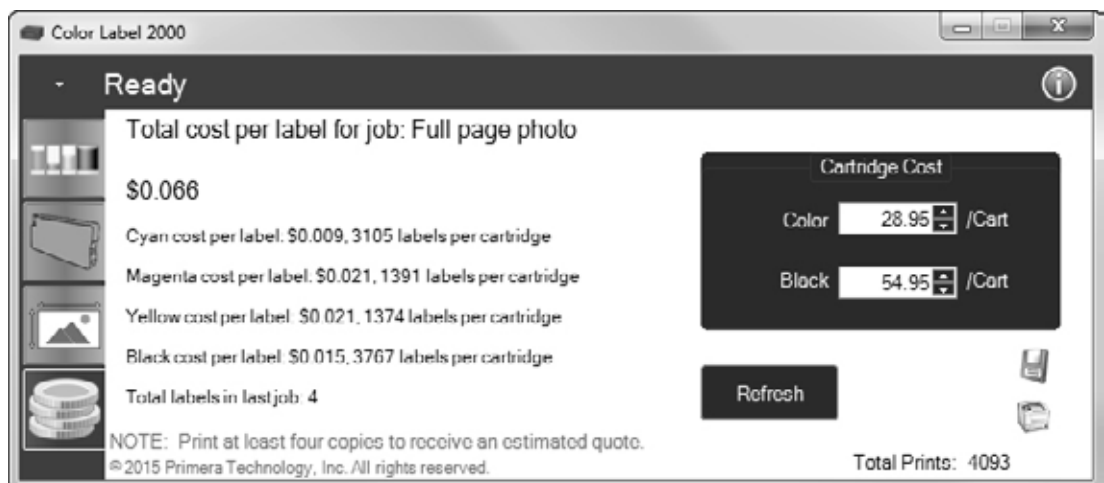 Color Label 2000
Ready
Total cost per label for job: Full page photo
$0.066
Cyan cost per label: $0.009, 3105 labels per cartridge
Magenta cost per label: $0.021, 1391 labels per cartridge
Yellow cost per label: $0.021, 1374 labels per cartridge
Black cost per label: $0.015, 3767 labels per cartridge
Total labels in last job: 4
NOTE: Print at least four copies to receive an estimated quote.
© 2015 Primera Technology, Inc. All rights reserved.
Cartridge Cost
Color 28.95 /Cart
Black 54.95 /Cart
Refresh
Total Prints: 4093